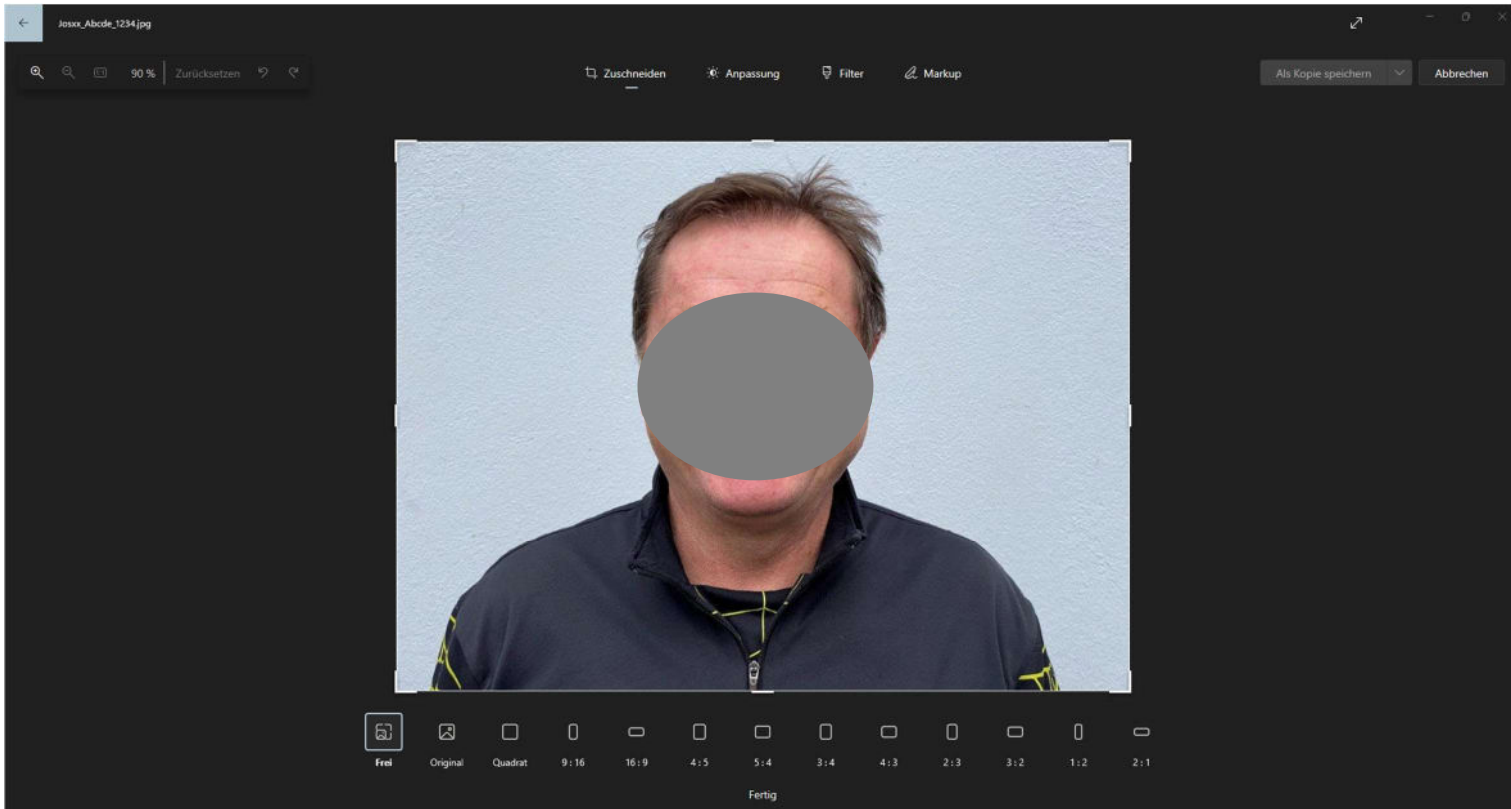 Josxx_Abcde_1234.jpg
90 % Zurücksetzen Zuschneiden Anpassung Filter Markup Als Kopie speichern Abbrechen
Frei Original Quadrat 9:16 16:9 4:5 5:4 3:4 4:3 2:3 3:2 1:2 2:1
Fertig